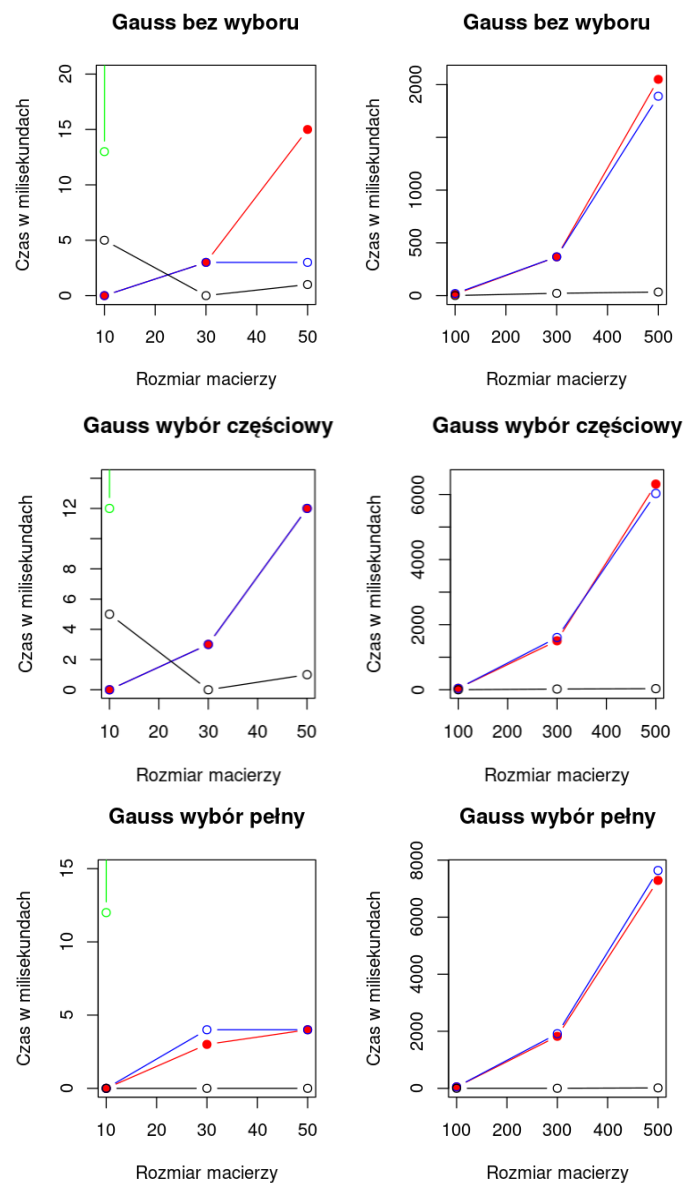 Gauss bez wyboru
Czas w milisekundach
0 5 10 15 20
10 20 30 40 50
Rozmiar macierzy
Gauss bez wyboru
Czas w milisekundach
0 500 1000 2000
100 200 300 400 500
Rozmiar macierzy
Gauss wybór częściowy
Czas w milisekundach
0 2 4 6 8 12
10 20 30 40 50
Rozmiar macierzy
Gauss wybór częściowy
Czas w milisekundach
0 2000 4000 6000
100 200 300 400 500
Rozmiar macierzy
Gauss wybór pełny
Czas w milisekundach
0 5 10 15
10 20 30 40 50
Rozmiar macierzy
Gauss wybór pełny
Czas w milisekundach
0 2000 4000 6000 8000
100 200 300 400 500
Rozmiar macierzy